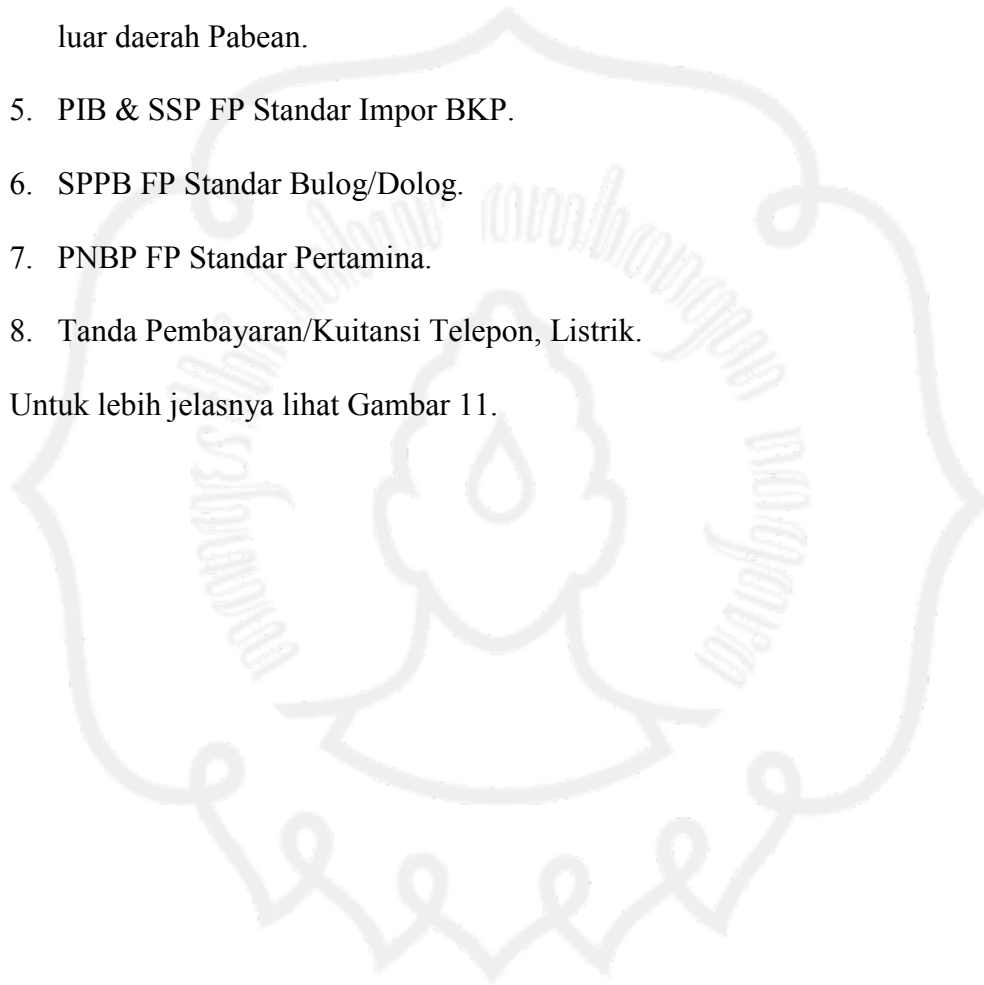 luar daerah Pabean.
5. PIB & SSP FP Standar Impor BKP.
6. SPPB FP Standar Bulog/Dolog.
7. PNBP FP Standar Pertamina.
8. Tanda Pembayaran/Kuitansi Telepon, Listrik.
Untuk lebih jelasnya lihat Gambar 11.